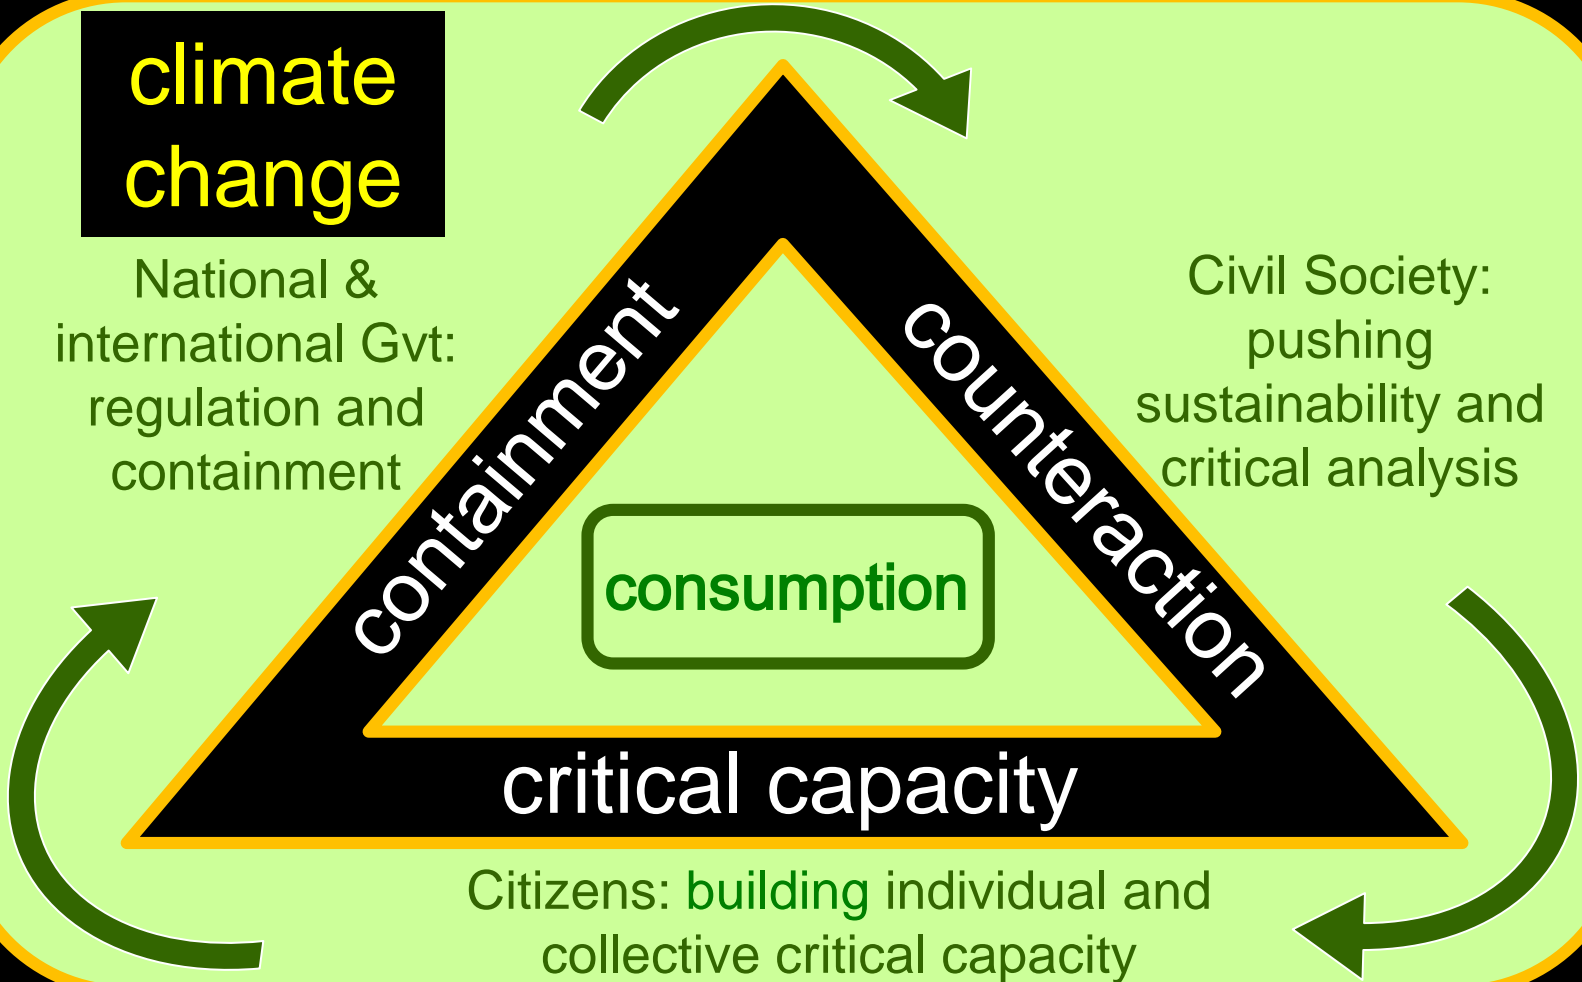 climate
change
National &
international Gvt:
regulation and
containment
containment
counteraction
Civil Society:
pushing
sustainability and
critical analysis
consumption
critical capacity
Citizens: building individual and
collective critical capacity